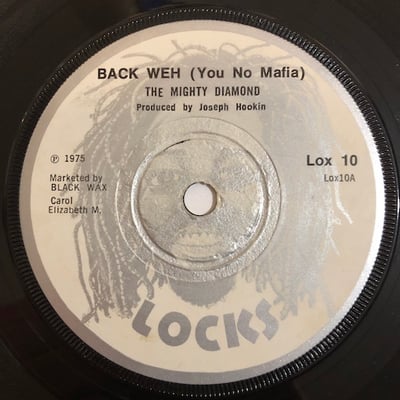 BACK WEH (You No Mafia)
THE MIGHTY DIAMOND
Produced by Joseph Hookin
℗ 1975
Lox 10
Lox10A
Marketed by
BLACK WAX
Carol
Elizabeth M.
LOCKS